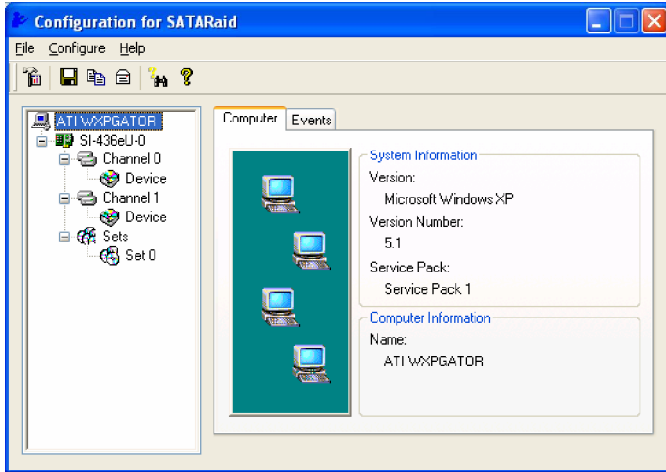 Configuration for SATARaid
File Configure Help
ATI WXPGATOR
SI-436eU-0
Channel 0
Device
Channel 1
Device
Sets
Set 0
Computer Events
System Information
Version:
Microsoft Windows XP
Version Number:
5.1
Service Pack:
Service Pack 1
Computer Information
Name:
ATI WXPGATOR